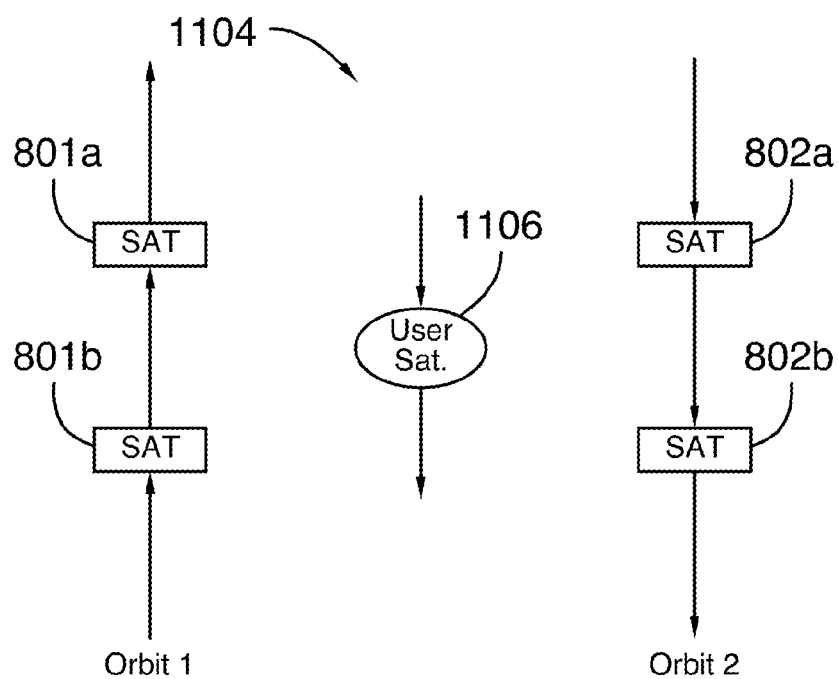 1104
801a
802a
SAT
SAT
1106
User
Sat.
801b
802b
SAT
SAT
Orbit 1
Orbit 2